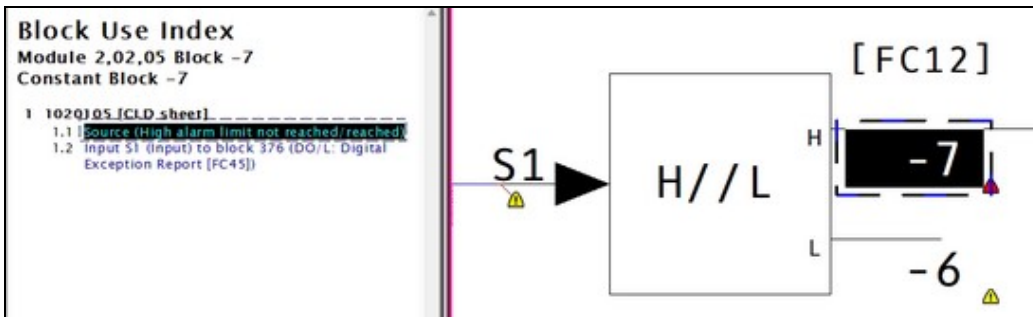 Block Use Index
Module 2,02,05 Block -7
Constant Block -7
1 1020105 [CLD sheet]
1.1 Source (High alarm limit not reached/reached)
1.2 Input S1 (Input) to block 376 (DO/L: Digital
Exception Report [FC45])
[FC12]
H
-7
S1
H//L
L
-6